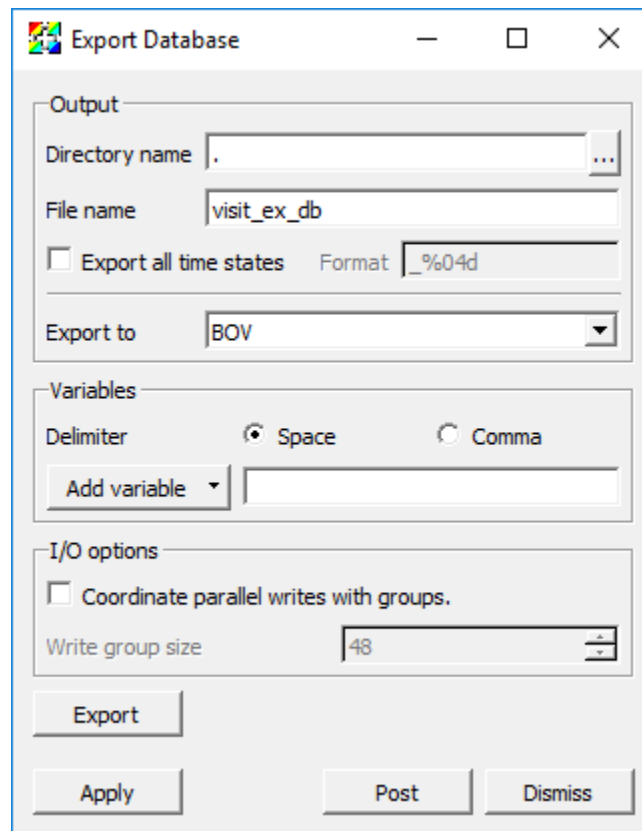 Export Database
Output
Directory name . ...
File name visit_ex_db
Export all time states Format _%04d
Export to BOV
Variables
Delimiter Space Comma
Add variable
I/O options
Coordinate parallel writes with groups.
Write group size 48
Export
Apply Post Dismiss